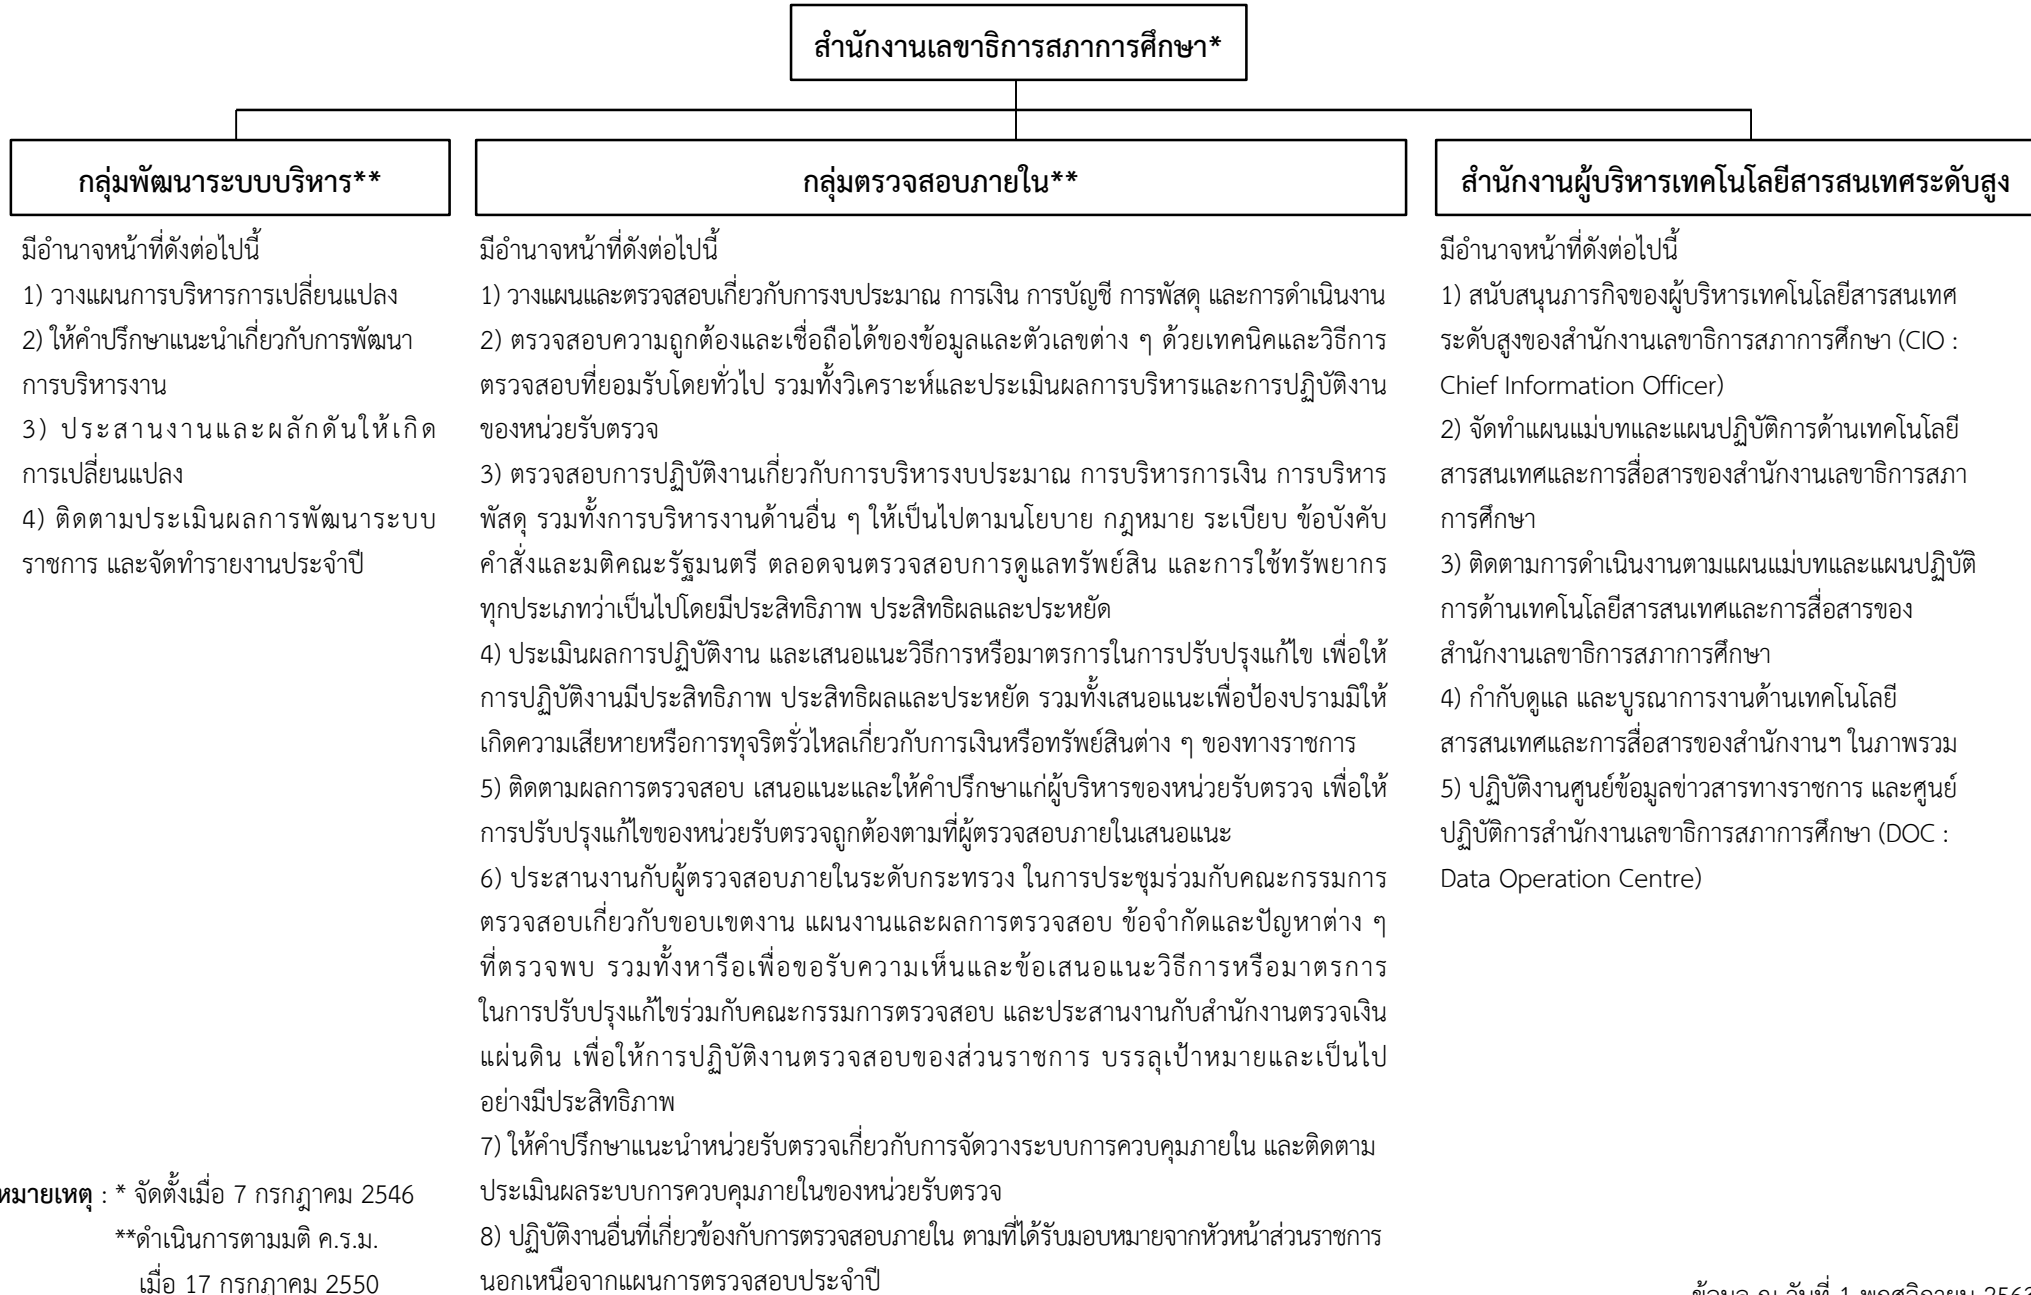 สำนักงานเลขาธิการสภาการศึกษา*
กลุ่มพัฒนาระบบบริหาร**
มีอำนาจหน้าที่ดังต่อไปนี้
1) วางแผนการบริหารการเปลี่ยนแปลง
2) ให้คำปรึกษาแนะนำเกี่ยวกับการพัฒนา
การบริหารงาน
3) ประสานงานและผลักดันให้เกิด
การเปลี่ยนแปลง
4) ติดตามประเมินผลการพัฒนาระบบ
ราชการ และจัดทำรายงานประจำปี
กลุ่มตรวจสอบภายใน**
มีอำนาจหน้าที่ดังต่อไปนี้
1) วางแผนและตรวจสอบเกี่ยวกับการงบประมาณ การเงิน การบัญชี การพัสดุ และการดำเนินงาน
2) ตรวจสอบความถูกต้องและเชื่อถือได้ของข้อมูลและตัวเลขต่าง ๆ ด้วยเทคนิคและวิธีการ
ตรวจสอบที่ยอมรับโดยทั่วไป รวมทั้งวิเคราะห์และประเมินผลการบริหารและการปฏิบัติงาน
ของหน่วยรับตรวจ
3) ตรวจสอบการปฏิบัติงานเกี่ยวกับการบริหารงบประมาณ การบริหารการเงิน การบริหาร
พัสดุ รวมทั้งการบริหารงานด้านอื่น ๆ ให้เป็นไปตามนโยบาย กฎหมาย ระเบียบ ข้อบังคับ
คำสั่งและมติคณะรัฐมนตรี ตลอดจนตรวจสอบการดูแลทรัพย์สิน และการใช้ทรัพยากร
ทุกประเภทว่าเป็นไปโดยมีประสิทธิภาพ ประสิทธิผลและประหยัด
4) ประเมินผลการปฏิบัติงาน และเสนอแนะวิธีการหรือมาตรการในการปรับปรุงแก้ไข เพื่อให้
การปฏิบัติงานมีประสิทธิภาพ ประสิทธิผลและประหยัด รวมทั้งเสนอแนะเพื่อป้องปรามมิให้
เกิดความเสียหายหรือการทุจริตรั่วไหลเกี่ยวกับการเงินหรือทรัพย์สินต่าง ๆ ของทางราชการ
5) ติดตามผลการตรวจสอบ เสนอแนะและให้คำปรึกษาแก่ผู้บริหารของหน่วยรับตรวจ เพื่อให้
การปรับปรุงแก้ไขของหน่วยรับตรวจถูกต้องตามที่ผู้ตรวจสอบภายในเสนอแนะ
6) ประสานงานกับผู้ตรวจสอบภายในระดับกระทรวง ในการประชุมร่วมกับคณะกรรมการ
ตรวจสอบเกี่ยวกับขอบเขตงาน แผนงานและผลการตรวจสอบ ข้อจำกัดและปัญหาต่าง ๆ
ที่ตรวจพบ รวมทั้งหารือเพื่อขอรับความเห็นและข้อเสนอแนะวิธีการหรือมาตรการ
ในการปรับปรุงแก้ไขร่วมกับคณะกรรมการตรวจสอบ และประสานงานกับสำนักงานตรวจเงิน
แผ่นดิน เพื่อให้การปฏิบัติงานตรวจสอบของส่วนราชการ บรรลุเป้าหมายและเป็นไป
อย่างมีประสิทธิภาพ
7) ให้คำปรึกษาแนะนำหน่วยรับตรวจเกี่ยวกับการจัดวางระบบการควบคุมภายใน และติดตาม
ประเมินผลระบบการควบคุมภายในของหน่วยรับตรวจ
8) ปฏิบัติงานอื่นที่เกี่ยวข้องกับการตรวจสอบภายใน ตามที่ได้รับมอบหมายจากหัวหน้าส่วนราชการ
นอกเหนือจากแผนการตรวจสอบประจำปี
สำนักงานผู้บริหารเทคโนโลยีสารสนเทศระดับสูง
มีอำนาจหน้าที่ดังต่อไปนี้
1) สนับสนุนภารกิจของผู้บริหารเทคโนโลยีสารสนเทศ
ระดับสูงของสำนักงานเลขาธิการสภาการศึกษา (CIO :
Chief Information Officer)
2) จัดทำแผนแม่บทและแผนปฏิบัติการด้านเทคโนโลยี
สารสนเทศและการสื่อสารของสำนักงานเลขาธิการสภา
การศึกษา
3) ติดตามการดำเนินงานตามแผนแม่บทและแผนปฏิบัติ
การด้านเทคโนโลยีสารสนเทศและการสื่อสารของ
สำนักงานเลขาธิการสภาการศึกษา
4) กำกับดูแล และบูรณาการงานด้านเทคโนโลยี
สารสนเทศและการสื่อสารของสำนักงานฯ ในภาพรวม
5) ปฏิบัติงานศูนย์ข้อมูลข่าวสารทางราชการ และศูนย์
ปฏิบัติการสำนักงานเลขาธิการสภาการศึกษา (DOC :
Data Operation Centre)
หมายเหตุ : * จัดตั้งเมื่อ 7 กรกฎาคม 2546
**ดำเนินการตามมติ ค.ร.ม.
เมื่อ 17 กรกฎาคม 2550
ข้อมูล ณ วันที่ 1 พฤศจิกายน 2563